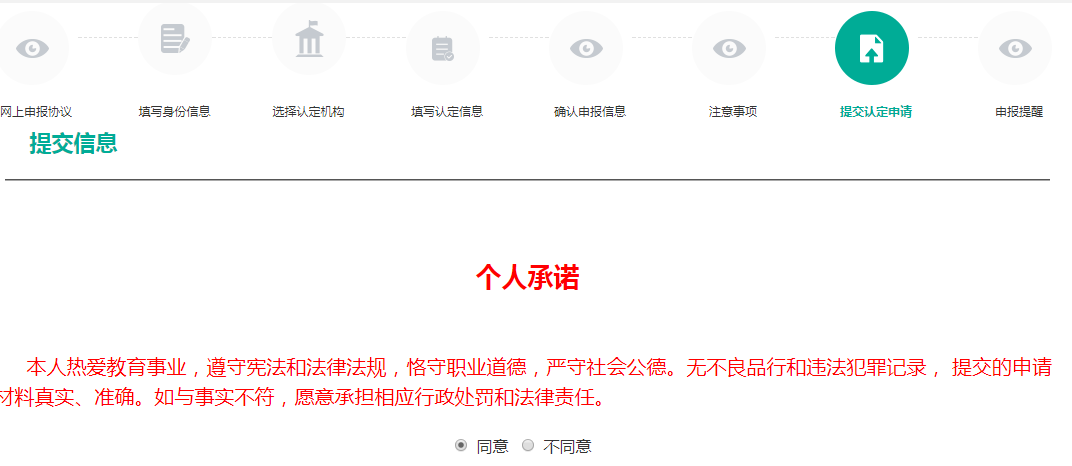 网上申报协议 填写身份信息 选择认定机构 填写认定信息 确认申报信息 注意事项 提交认定申请 申报提醒
提交信息
个人承诺
本人热爱教育事业，遵守宪法和法律法规，恪守职业道德，严守社会公德。无不良品行和违法犯罪记录， 提交的申请
材料真实、准确。如与事实不符，愿意承担相应行政处罚和法律责任。
同意 不同意